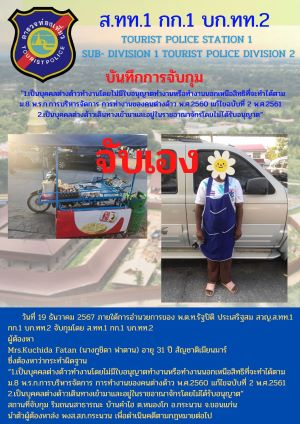 ตำรวจท่องเที่ยว
TOURIST POLICE
ส.ทท.1 กก.1 บก.ทท.2
TOURIST POLICE STATION 1
SUB- DIVISION 1 TOURIST POLICE DIVISION 2
บันทึกการจับกุม
"1.เป็นบุคคลต่างด้าวทำงานโดยไม่มีใบอนุญาตทำงานหรือทำงานนอกเหนือสิทธิที่จะทำได้ตาม
ม.8 พ.ร.ก.การบริหารจัดการ การทำงานของคนต่างด้าว พ.ศ.2560 แก้ไขฉบับที่ 2 พ.ศ.2561
2.เป็นบุคคลต่างด้าวเดินทางเข้ามาและอยู่ในราชอาณาจักรโดยไม่ได้รับอนุญาต"
จับเอง
วันที่ 19 ธันวาคม 2567 ภายใต้การอำนวยการของ พ.ต.ท.รัฐปิติ ประเสริฐสม สวญ.ส.ทท.1
กก.1 บก.ทท.2 จับกุมโดย ส.ทท.1 กก.1 บก.ทท.2
ผู้ต้องหา
Mrs.Kuchida Fatan (นางกูชิดา ฟาตาน) อายุ 31 ปี สัญชาติเมียนมาร์
ซึ่งต้องหาว่ากระทำผิดฐาน
"1.เป็นบุคคลต่างด้าวทำงานโดยไม่มีใบอนุญาตทำงานหรือทำงานนอกเหนือสิทธิที่จะทำได้ตาม
ม.8 พ.ร.ก.การบริหารจัดการ การทำงานของคนต่างด้าว พ.ศ.2560 แก้ไขฉบับที่ 2 พ.ศ.2561
2.เป็นบุคคลต่างด้าวเดินทางเข้ามาและอยู่ในราชอาณาจักรโดยไม่ได้รับอนุญาต"
สถานที่จับกุม ริมถนนสาธารณะ บ้านคำไฮ ต.หนองโก อ.กระนวน จ.ขอนแก่น
นำตัวผู้ต้องหาส่ง พงส.สภ.กระนวน เพื่อดำเนินคดีตามกฎหมายต่อไป